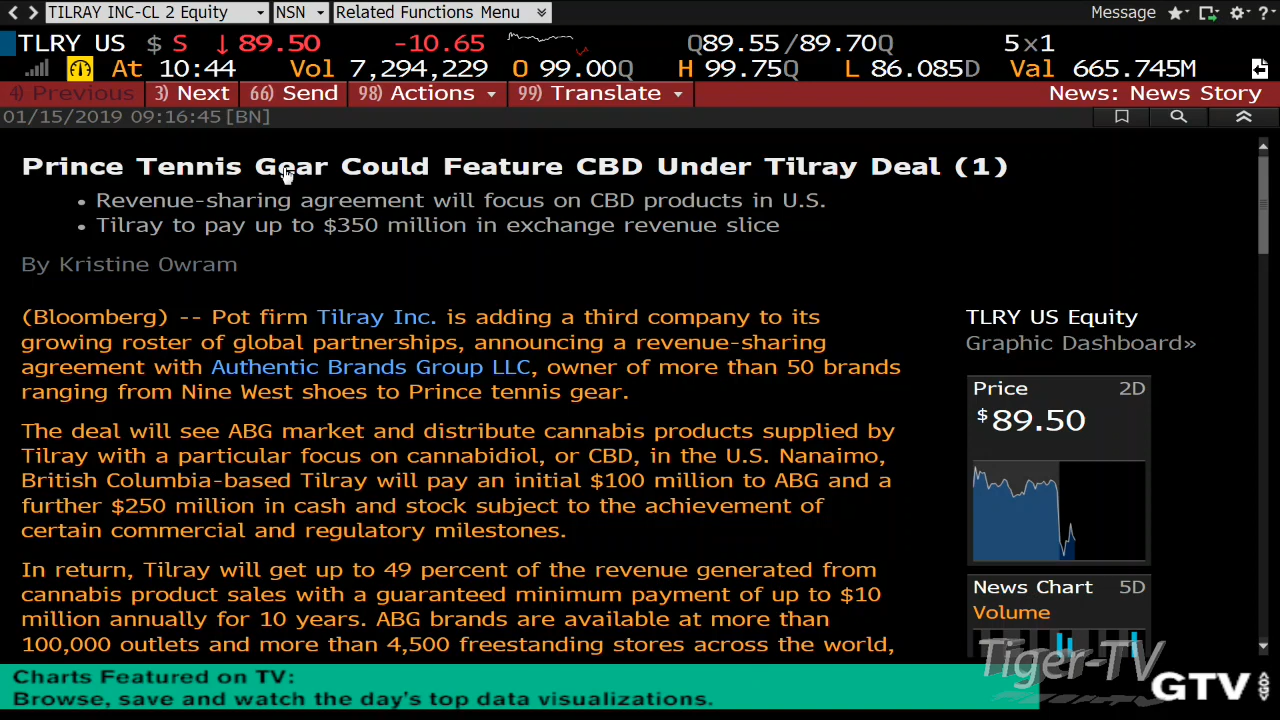 TILRAY INC-CL 2 Equity NSN Related Functions Menu Message
TLRY US $ S ↓89.50 -10.65 Q89.55/89.70Q 5x1
At 10:44 Vol 7,294,229 O 99.00Q H 99.75Q L 86.085D Val 665.745M
4) Previous 3) Next 66) Send 98) Actions 99) Translate News: News Story
01/15/2019 09:16:45 [BN]
Prince Tennis Gear Could Feature CBD Under Tilray Deal (1)
• Revenue-sharing agreement will focus on CBD products in U.S.
• Tilray to pay up to $350 million in exchange revenue slice
By Kristine Owram
(Bloomberg) -- Pot firm Tilray Inc. is adding a third company to its
growing roster of global partnerships, announcing a revenue-sharing
agreement with Authentic Brands Group LLC, owner of more than 50 brands
ranging from Nine West shoes to Prince tennis gear.
The deal will see ABG market and distribute cannabis products supplied by
Tilray with a particular focus on cannabidiol, or CBD, in the U.S. Nanaimo,
British Columbia-based Tilray will pay an initial $100 million to ABG and a
further $250 million in cash and stock subject to the achievement of
certain commercial and regulatory milestones.
In return, Tilray will get up to 49 percent of the revenue generated from
cannabis product sales with a guaranteed minimum payment of up to $10
million annually for 10 years. ABG brands are available at more than
100,000 outlets and more than 4,500 freestanding stores across the world,
TLRY US Equity
Graphic Dashboard»
Price 2D
$89.50
News Chart 5D
Volume
Tiger-TV
Charts Featured on TV:
Browse, save and watch the day's top data visualizations.
GTV